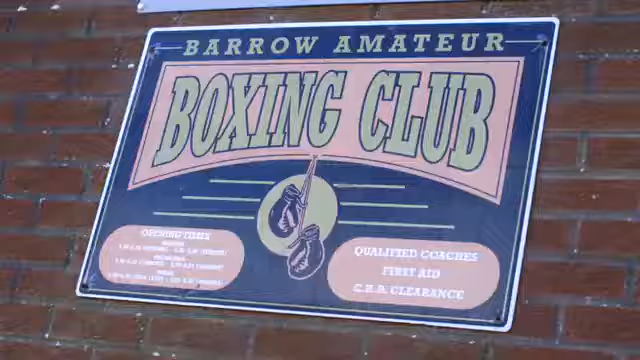 BARROW AMATEUR
BOXING CLUB
OPENING TIMES
QUALIFIED COACHES
FIRST AID
C.R.B. CLEARANCE